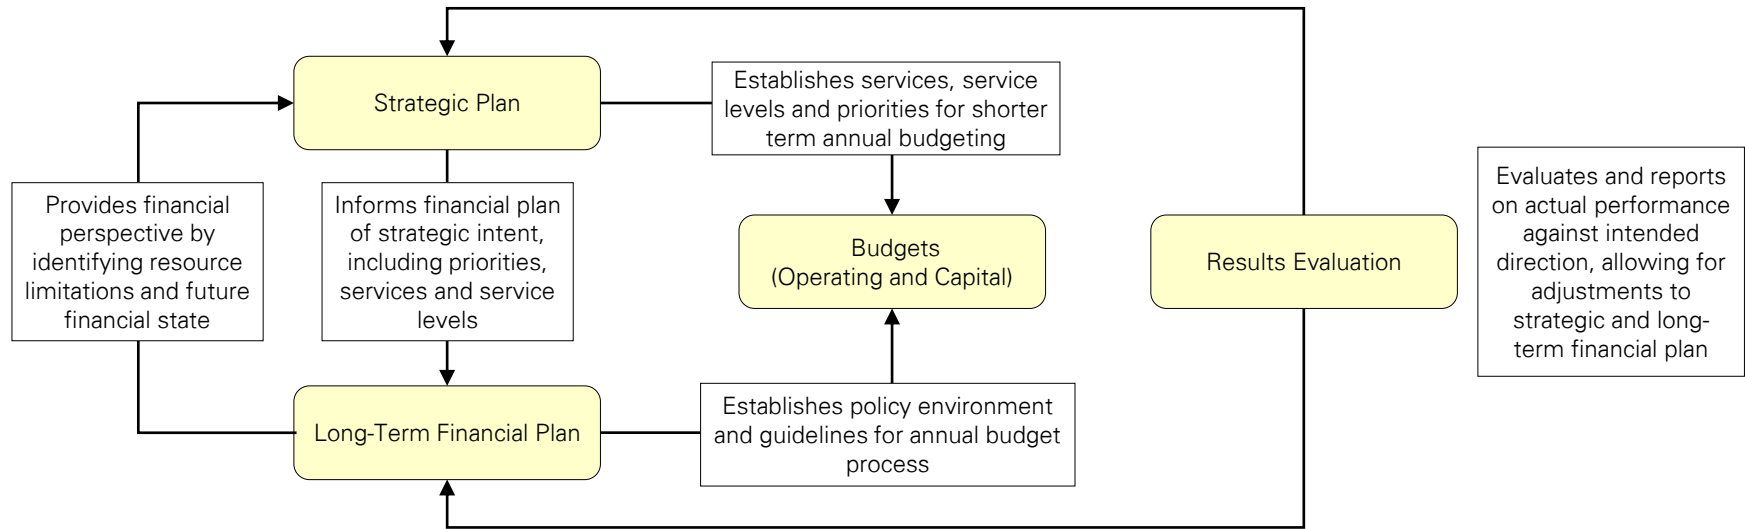 Strategic Plan
Establishes services, service
levels and priorities for shorter
term annual budgeting
Provides financial
perspective by
identifying resource
limitations and future
financial state
Informs financial plan
of strategic intent,
including priorities,
services and service
levels
Budgets
(Operating and Capital)
Results Evaluation
Evaluates and reports
on actual performance
against intended
direction, allowing for
adjustments to
strategic and long-
term financial plan
Long-Term Financial Plan
Establishes policy environment
and guidelines for annual budget
process